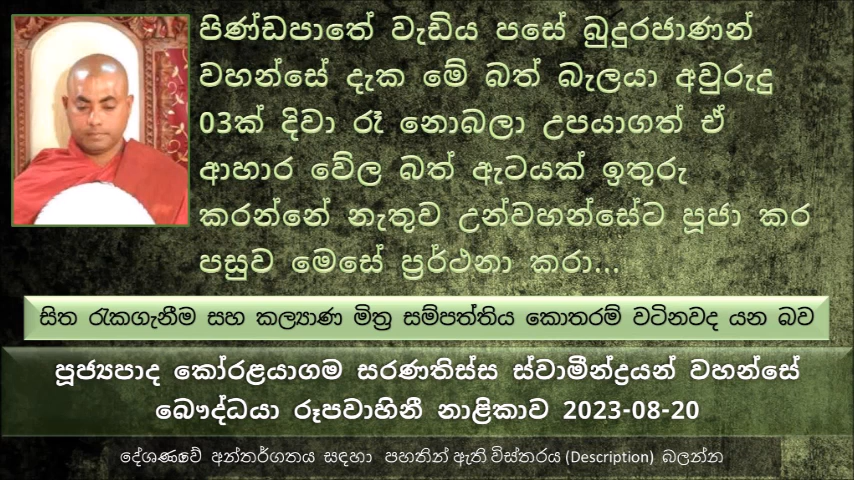 පිණ්ඩපාතේ වැඩිය පසේ බුදුරජාණන්
වහන්සේ දැක මේ බත් බැලයා අවුරුදු
03ක් දිවා රෑ නොබලා උපයාගත් ඒ
ආහාර වේල බත් ඇටයක් ඉතුරු
කරන්නේ නැතුව උන්වහන්සේට පූජා කර
පසුව මෙසේ ප්‍රර්ථනා කරා...
සිත රැකගැනීම සහ කල්‍යාණ මිත්‍ර සම්පත්තිය කොතරම් වටිනවද යන බව
පූජ්‍යපාද කෝරළයාගම සරණතිස්ස ස්වාමීන්ද්‍රයන් වහන්සේ
බෞද්ධයා රූපවාහිනී නාළිකාව 2023-08-20
දේශණාවේ අන්තර්ගතය සඳහා පහතින් ඇති විස්තරය (Description) බලන්න